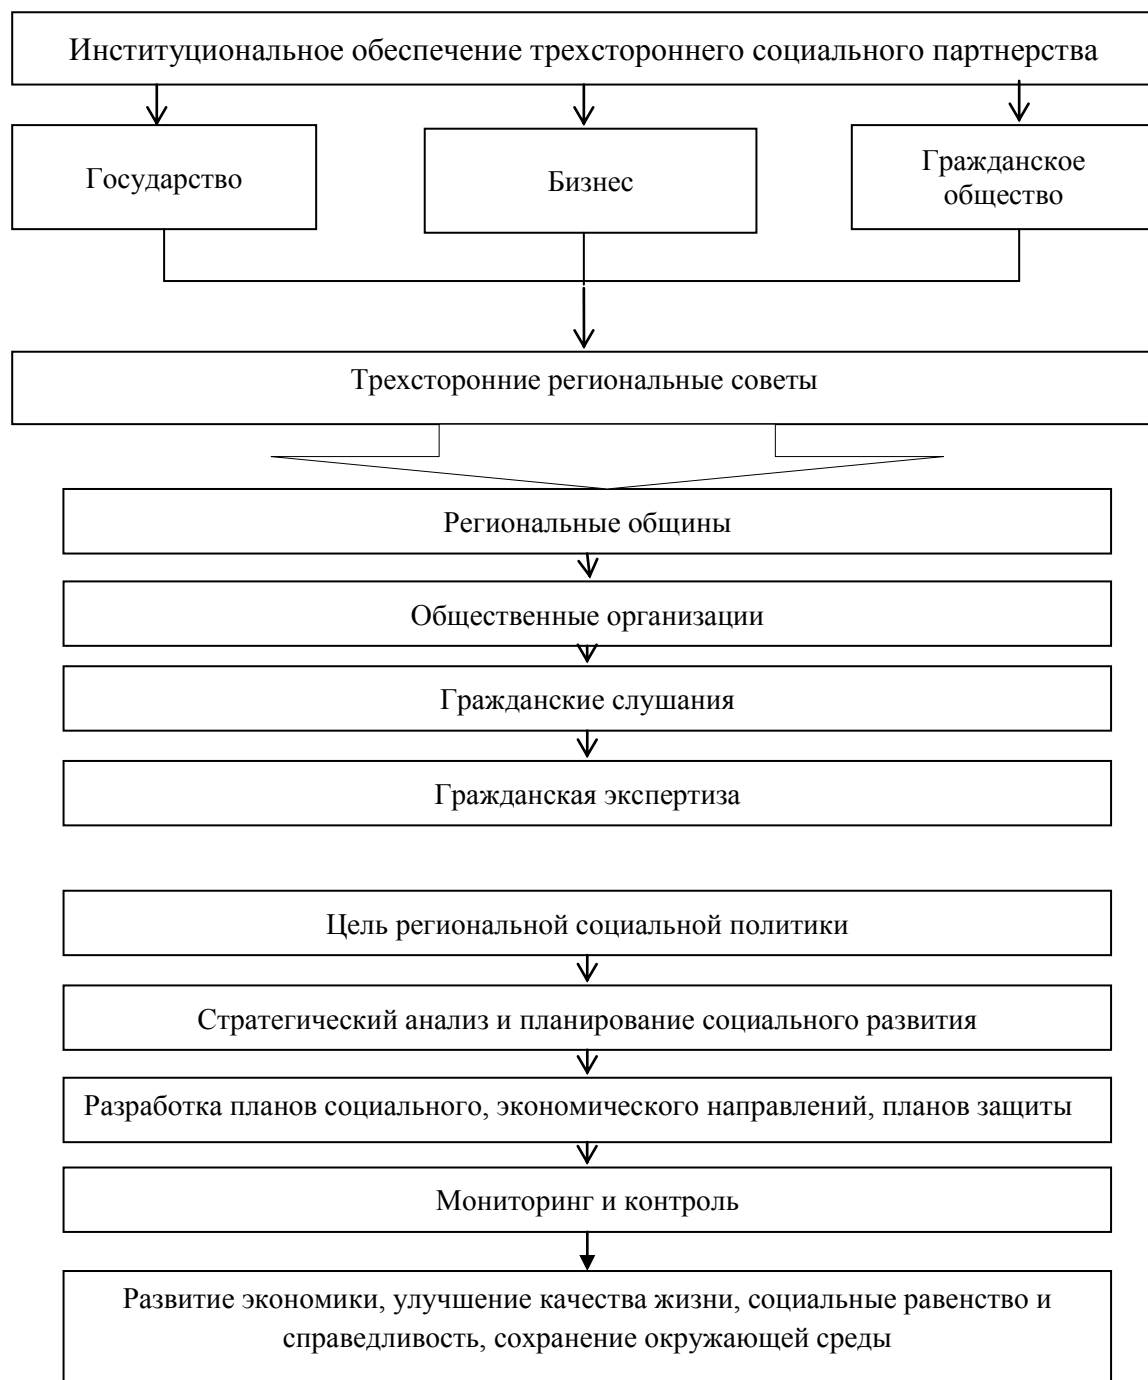 Институциональное обеспечение трехстороннего социального партнерства
Государство
Бизнес
Гражданское
общество
Трехсторонние региональные советы
Региональные общины
Общественные организации
Гражданские слушания
Гражданская экспертиза
Цель региональной социальной политики
Стратегический анализ и планирование социального развития
Разработка планов социального, экономического направлений, планов защиты
Мониторинг и контроль
Развитие экономики, улучшение качества жизни, социальные равенство и
справедливость, сохранение окружающей среды